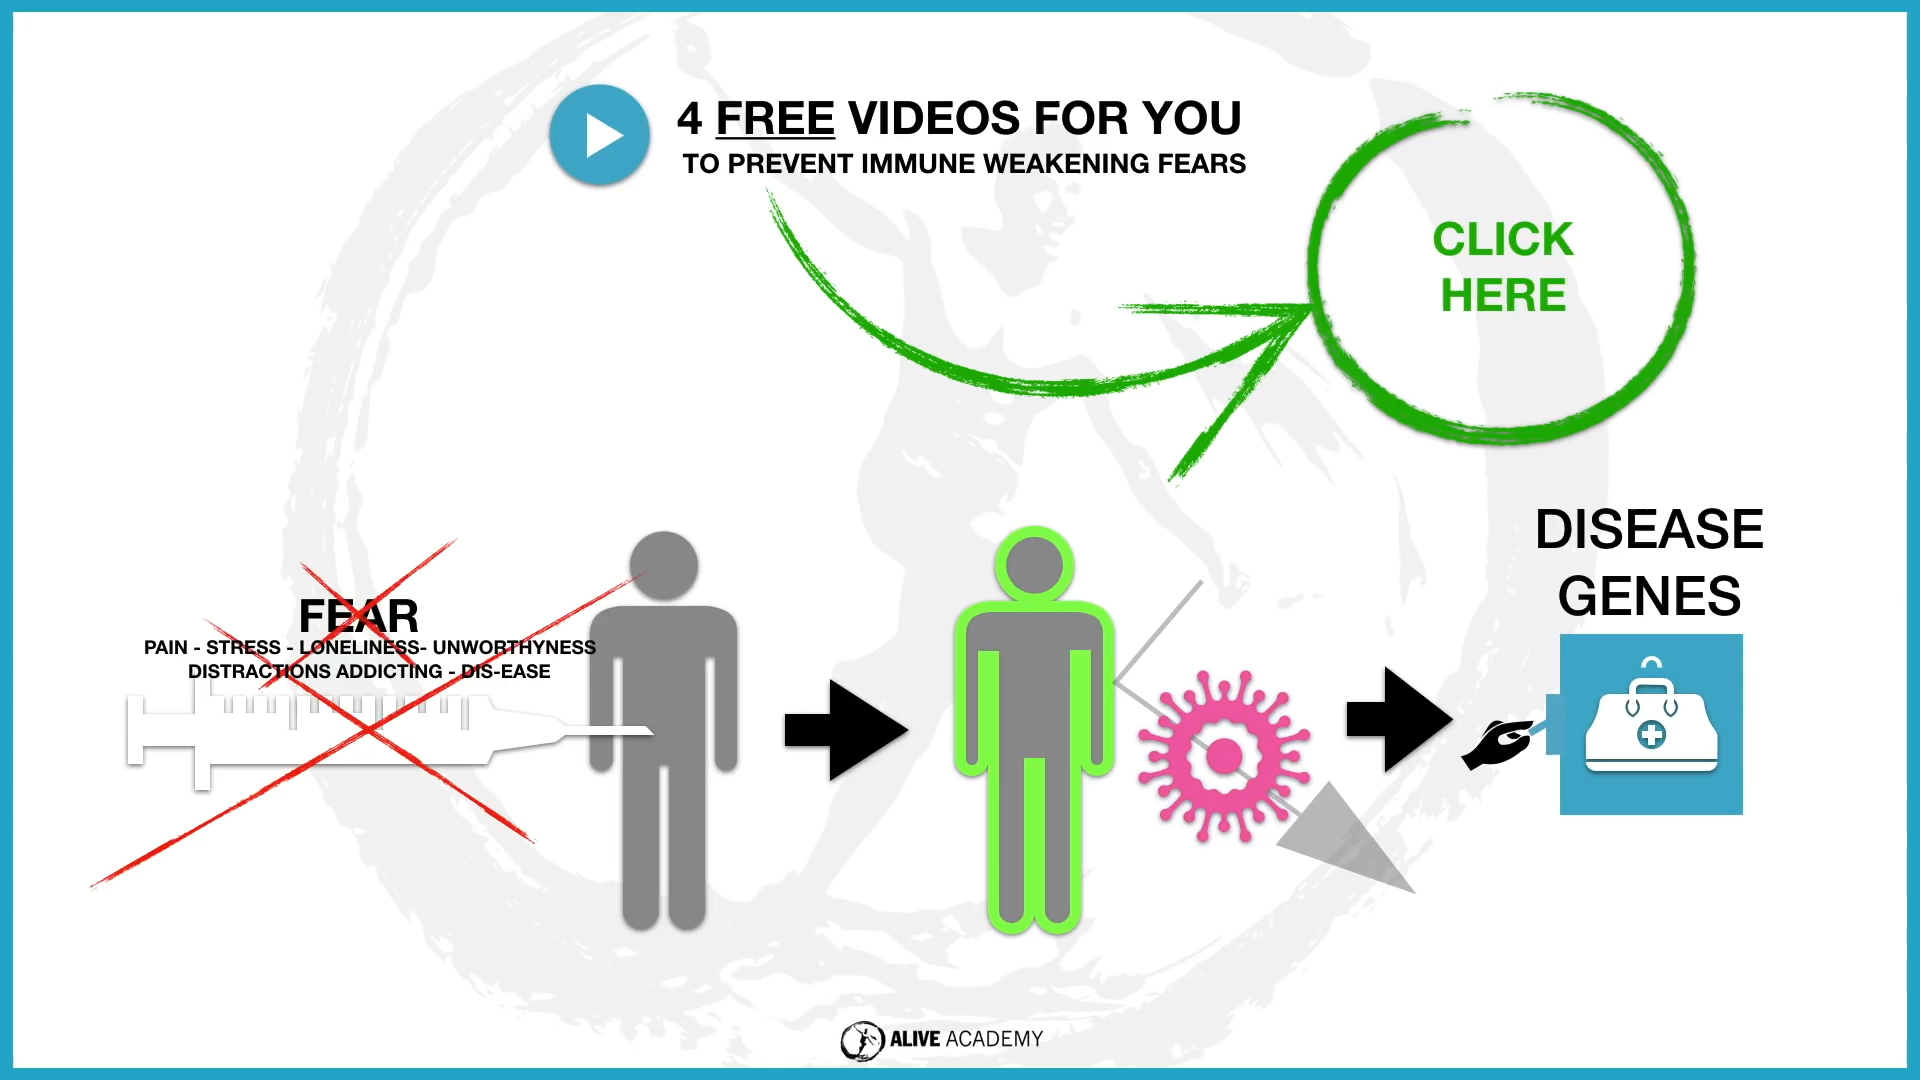 4 FREE VIDEOS FOR YOU
TO PREVENT IMMUNE WEAKENING FEARS
CLICK
HERE
DISEASE
GENES
FEAR
PAIN - STRESS - LONELINESS- UNWORTHYNESS
DISTRACTIONS ADDICTING - DIS-EASE
ALIVE ACADEMY